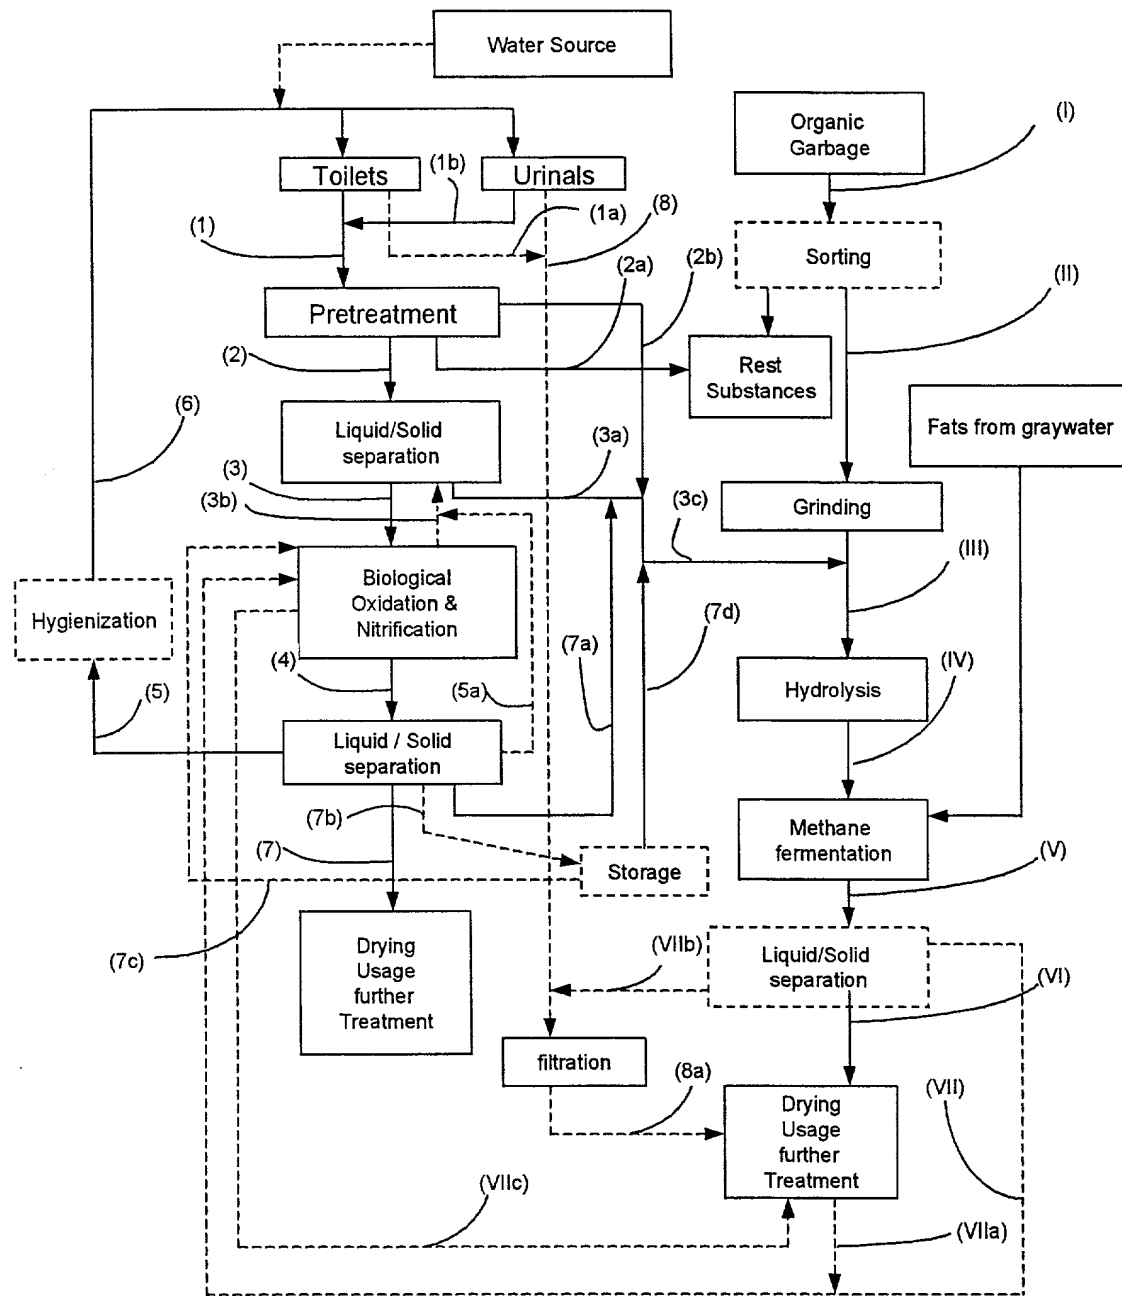 Water Source
Organic
Garbage
(I)
Toilets
(1b)
Urinals
(1)
(1a)
(8)
(2a)
(2b)
Sorting
(II)
Pretreatment
(2)
Rest
Substances
(6)
Liquid/Solid
separation
(3a)
Fats from graywater
(3)
(3b)
(3c)
Grinding
(III)
Biological
Oxidation &
Nitrification
Hygienization
(7a)
(7d)
(4)
(5)
(5a)
Hydrolysis
(IV)
Liquid / Solid
separation
(7b)
(7)
Methane
fermentation
(V)
Storage
(7c)
Drying
Usage
further
Treatment
(VIIb)
Liquid/Solid
separation
(VI)
filtration
(8a)
(VII)
Drying
Usage
further
Treatment
(VIIc)
(VIIa)